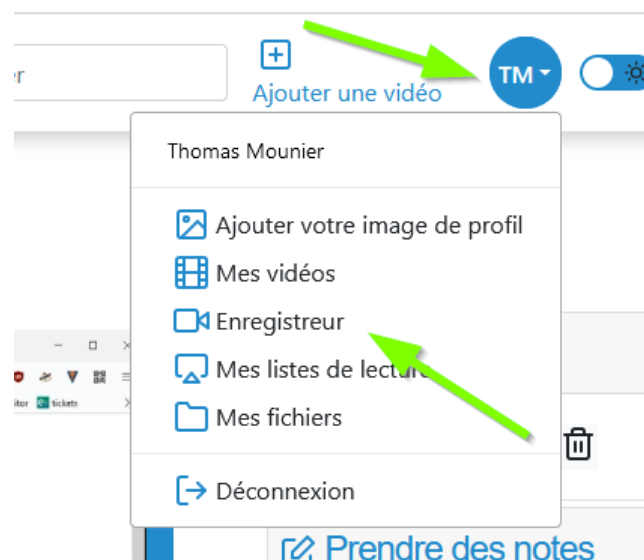 Ajouter une vidéo
TM
Thomas Mounier
Ajouter votre image de profil
Mes vidéos
Enregistreur
Mes listes de lecture
Mes fichiers
tickets
Déconnexion
Prendre des notes